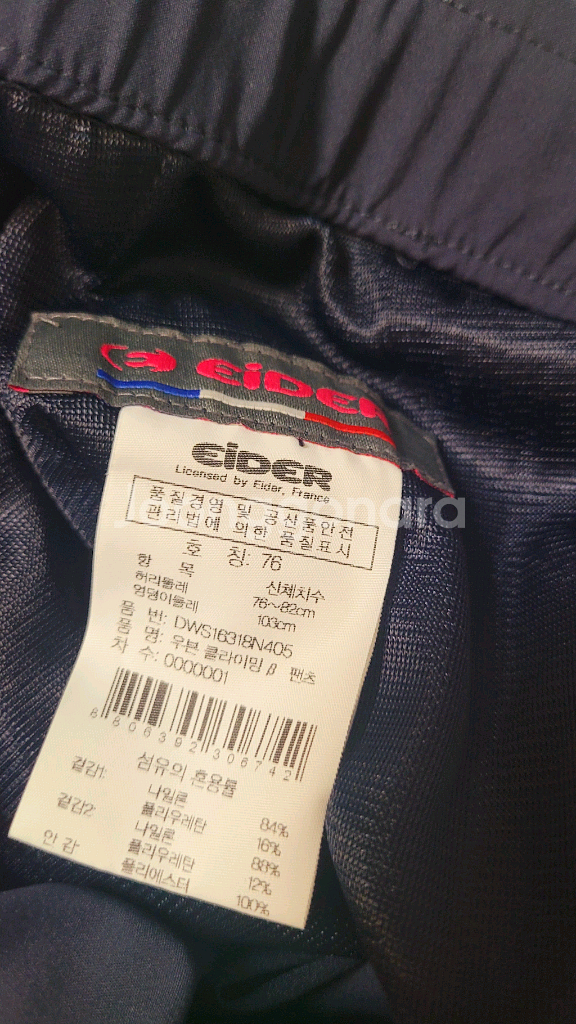 EiDER
EiDER
Licensed by Eider, France
품질경영 및 공산품안전
관리법에 의한 품질표시
호 칭: 76
항 목 신체치수
허리둘레 76~82cm
엉덩이둘레 103cm
품 번: DWS16318N405
품 명: 우븐 클라이밍 β 팬츠
차 수: 0000001
8806392306742
섬유의 혼용률
겉감1: 나일론 84%
폴리우레탄 16%
겉감2: 나일론 88%
폴리우레탄 12%
안 감 폴리에스터 100%